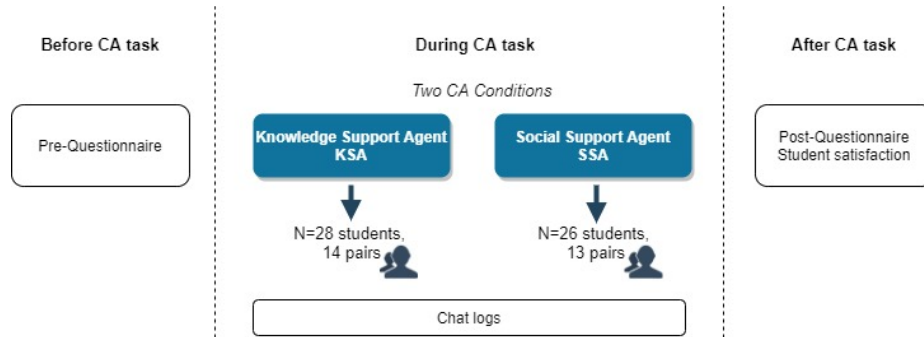 Before CA task
During CA task
After CA task
Two CA Conditions
Pre-Questionnaire
Knowledge Support Agent
KSA
Social Support Agent
SSA
Post-Questionnaire
Student satisfaction
N=28 students,
14 pairs
N=26 students,
13 pairs
Chat logs